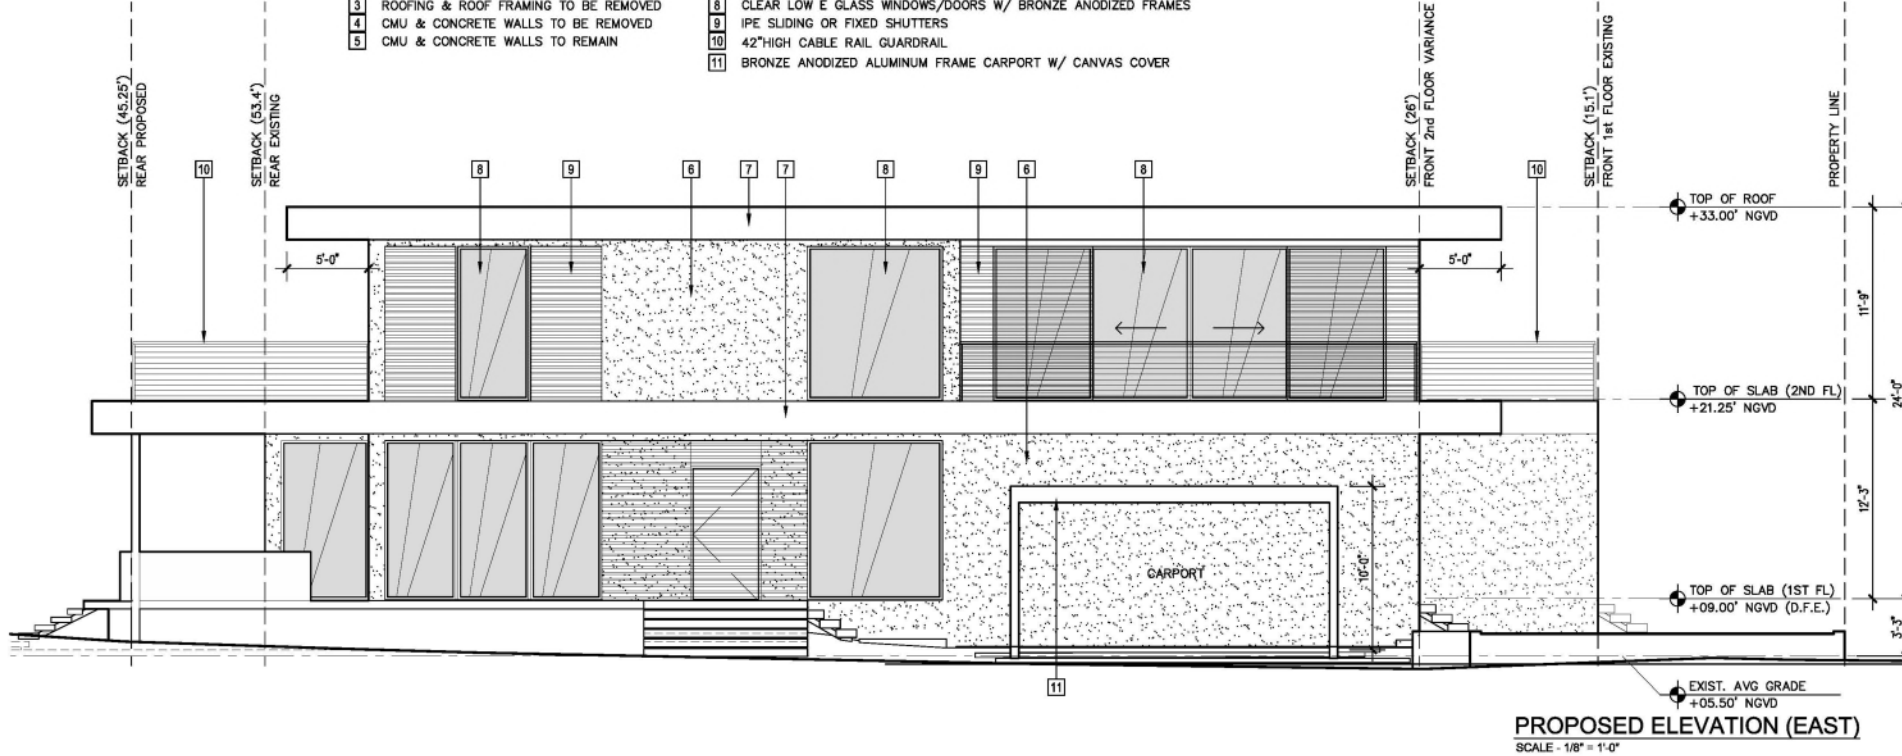 3 ROOFING & ROOF FRAMING TO BE REMOVED
4 CMU & CONCRETE WALLS TO BE REMOVED
5 CMU & CONCRETE WALLS TO REMAIN
8 CLEAR LOW E GLASS WINDOWS/DOORS W/ BRONZE ANODIZED FRAMES
9 IPE SLIDING OR FIXED SHUTTERS
10 42"HIGH CABLE RAIL GUARDRAIL
11 BRONZE ANODIZED ALUMINUM FRAME CARPORT W/ CANVAS COVER
SETBACK (45.25')
REAR PROPOSED
SETBACK (53.4')
REAR EXISTING
SETBACK (26')
FRONT 2nd FLOOR VARIANCE
SETBACK (15.1')
FRONT 1st FLOOR EXISTING
PROPERTY LINE
10
8
9
6
7
7
8
9
6
8
10
TOP OF ROOF
+33.00' NGVD
5'-0"
5'-0"
11'-9"
TOP OF SLAB (2ND FL)
+21.25' NGVD
24'-0"
12'-3"
10'-0"
CARPORT
TOP OF SLAB (1ST FL)
+09.00' NGVD (D.F.E.)
3'-3"
11
EXIST. AVG GRADE
+05.50' NGVD
PROPOSED ELEVATION (EAST)
SCALE - 1/8" = 1'-0"